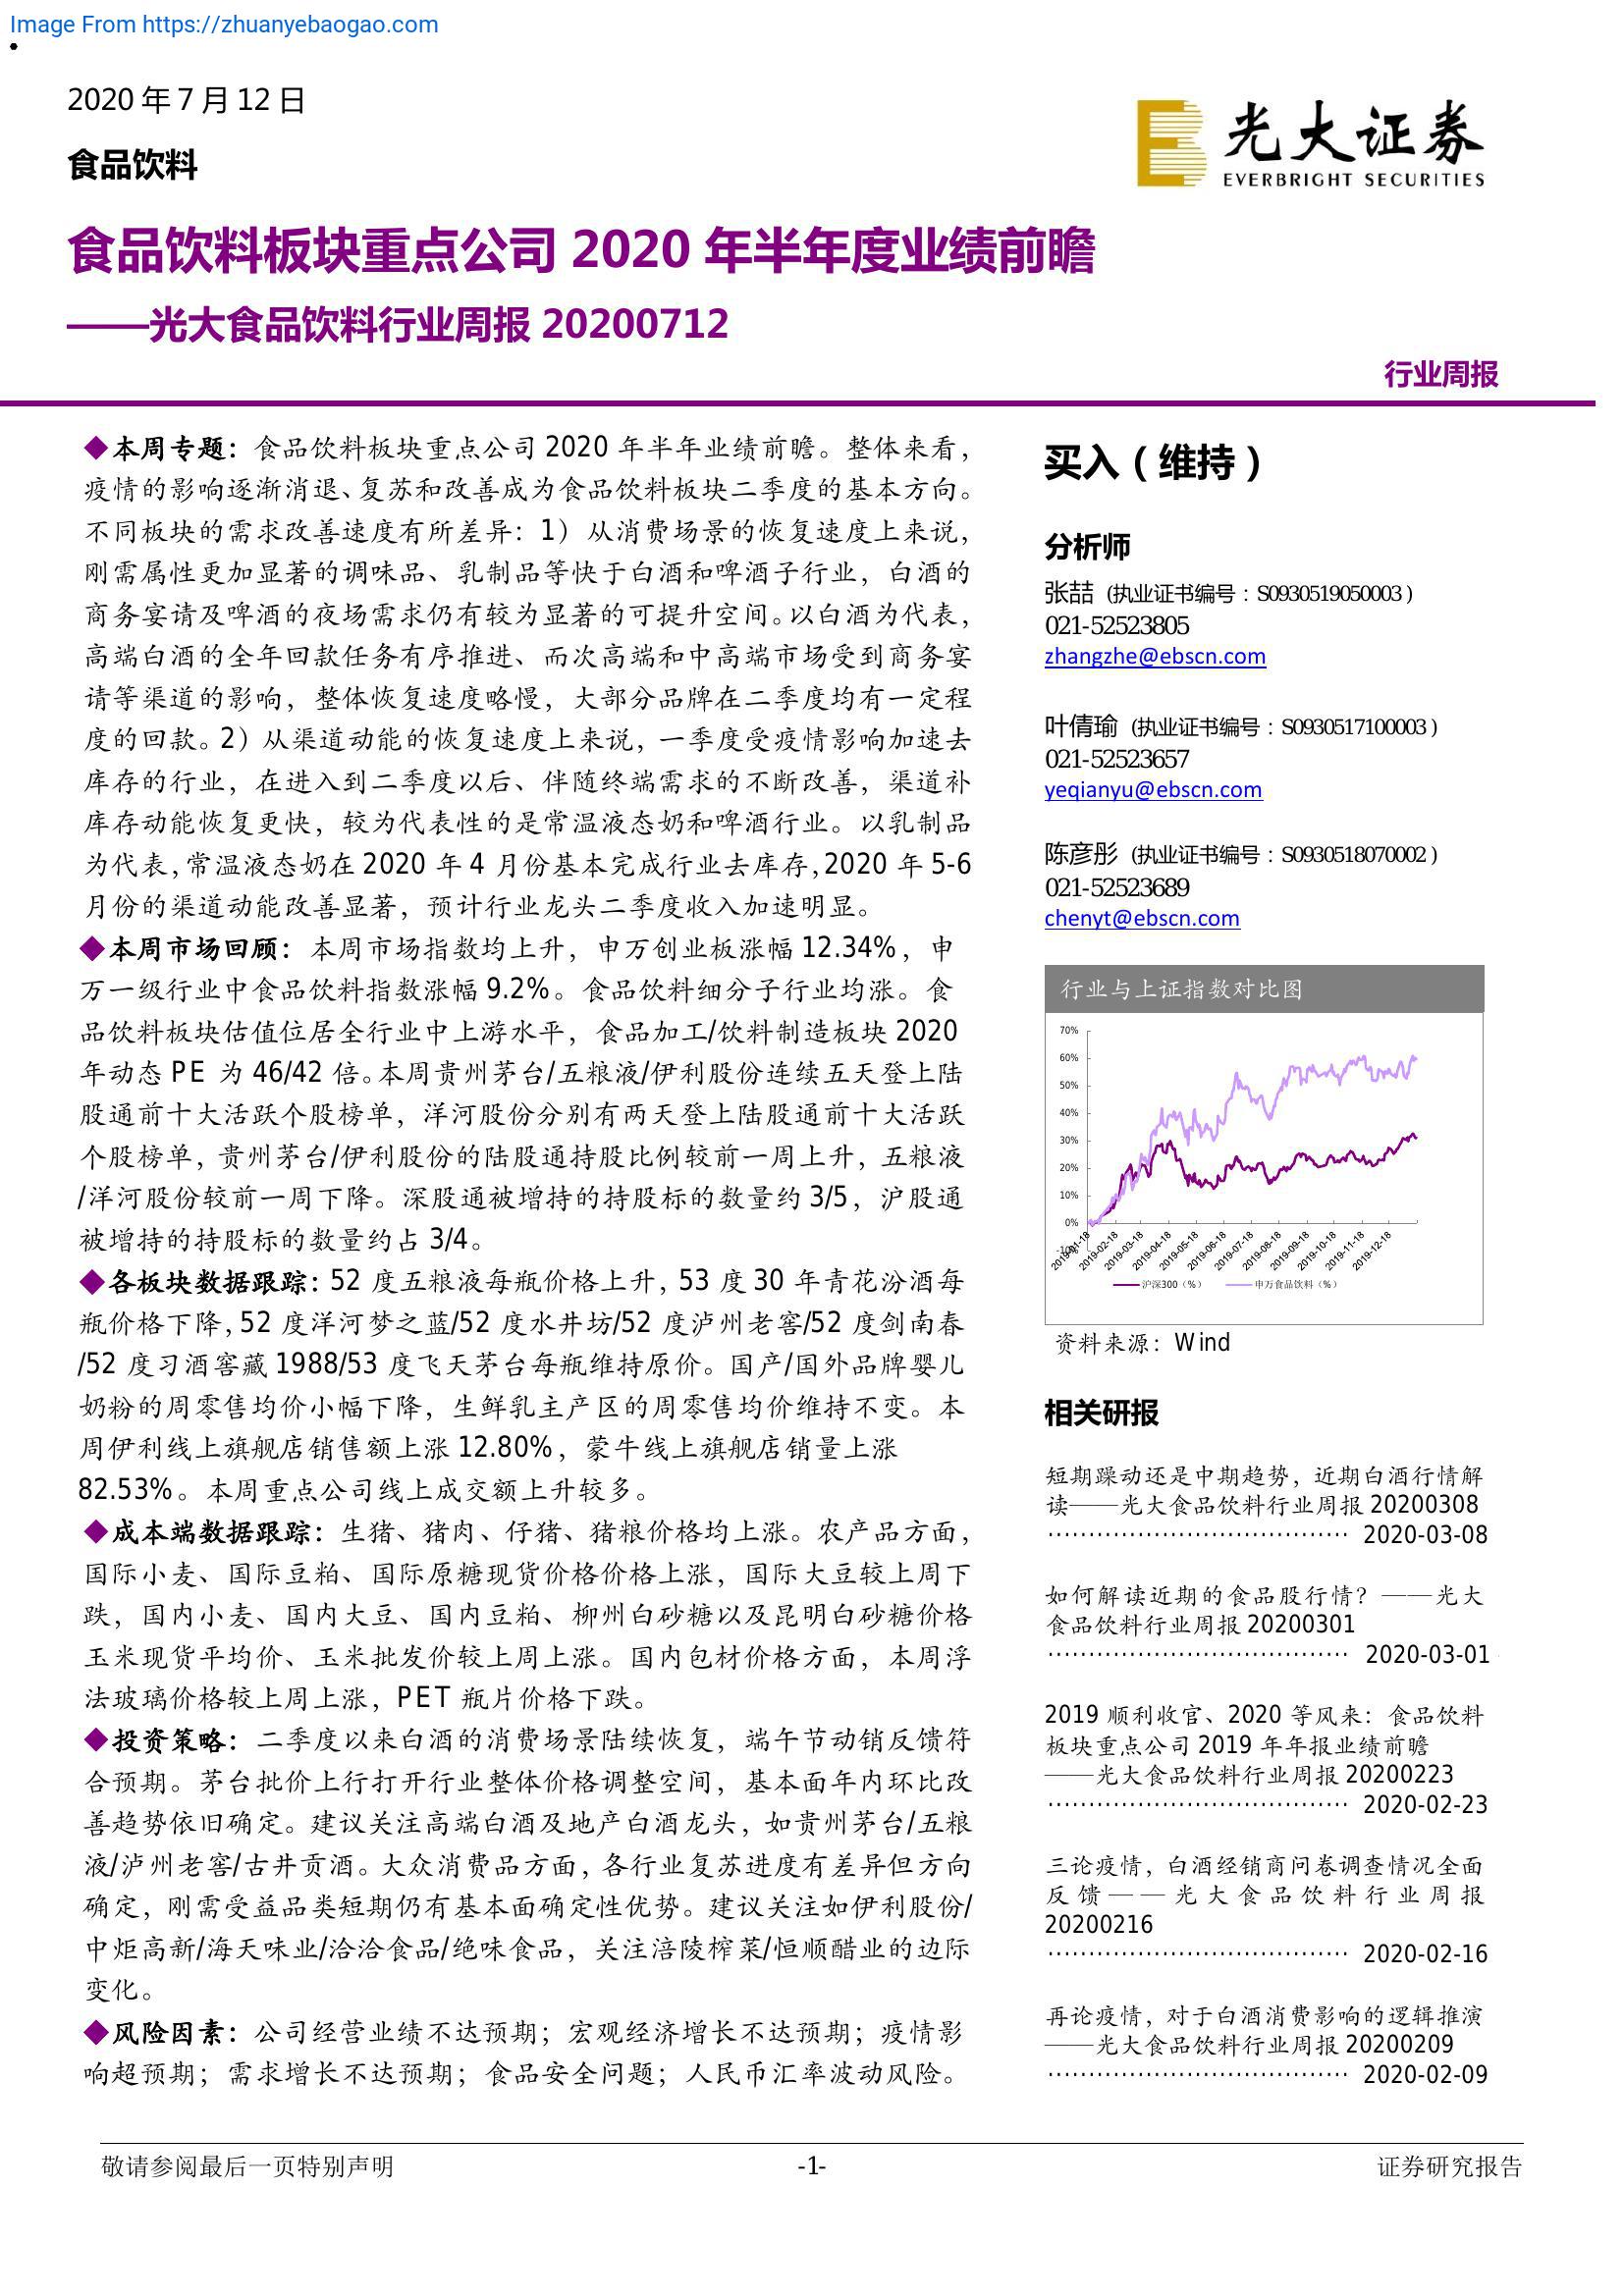 Image From https://zhuanyebaogao.com
2020 年 7 月 12 日
食品饮料
光大证券
EVERBRIGHT SECURITIES
食品饮料板块重点公司 2020 年半年度业绩前瞻
——光大食品饮料行业周报 20200712
行业周报
◆本周专题：食品饮料板块重点公司 2020 年半年业绩前瞻。整体来看，
疫情的影响逐渐消退、复苏和改善成为食品饮料板块二季度的基本方向。
不同板块的需求改善速度有所差异：1）从消费场景的恢复速度上来说，
刚需属性更加显著的调味品、乳制品等快于白酒和啤酒子行业，白酒的
商务宴请及啤酒的夜场需求仍有较为显著的可提升空间。以白酒为代表，
高端白酒的全年回款任务有序推进、而次高端和中高端市场受到商务宴
请等渠道的影响，整体恢复速度略慢，大部分品牌在二季度均有一定程
度的回款。2）从渠道动能的恢复速度上来说，一季度受疫情影响加速去
库存的行业，在进入到二季度以后、伴随终端需求的不断改善，渠道补
库存动能恢复更快，较为代表性的是常温液态奶和啤酒行业。以乳制品
为代表，常温液态奶在 2020 年 4 月份基本完成行业去库存，2020 年 5-6
月份的渠道动能改善显著，预计行业龙头二季度收入加速明显。
◆本周市场回顾：本周市场指数均上升，申万创业板涨幅 12.34%，申
万一级行业中食品饮料指数涨幅 9.2%。食品饮料细分子行业均涨。食
品饮料板块估值位居全行业中上游水平，食品加工/饮料制造板块 2020
年动态 PE 为 46/42 倍。本周贵州茅台/五粮液/伊利股份连续五天登上陆
股通前十大活跃个股榜单，洋河股份分别有两天登上陆股通前十大活跃
个股榜单，贵州茅台/伊利股份的陆股通持股比例较前一周上升，五粮液
/洋河股份较前一周下降。深股通被增持的持股标的数量约 3/5，沪股通
被增持的持股标的数量约占 3/4。
◆各板块数据跟踪：52 度五粮液每瓶价格上升，53 度 30 年青花汾酒每
瓶价格下降，52 度洋河梦之蓝/52 度水井坊/52 度泸州老窖/52 度剑南春
/52 度习酒窖藏 1988/53 度飞天茅台每瓶维持原价。国产/国外品牌婴儿
奶粉的周零售均价小幅下降，生鲜乳主产区的周零售均价维持不变。本
周伊利线上旗舰店销售额上涨 12.80%，蒙牛线上旗舰店销量上涨
82.53%。本周重点公司线上成交额上升较多。
◆成本端数据跟踪：生猪、猪肉、仔猪、猪粮价格均上涨。农产品方面，
国际小麦、国际豆粕、国际原糖现货价格价格上涨，国际大豆较上周下
跌，国内小麦、国内大豆、国内豆粕、柳州白砂糖以及昆明白砂糖价格
玉米现货平均价、玉米批发价较上周上涨。国内包材价格方面，本周浮
法玻璃价格较上周上涨，PET 瓶片价格下跌。
◆投资策略：二季度以来白酒的消费场景陆续恢复，端午节动销反馈符
合预期。茅台批价上行打开行业整体价格调整空间，基本面年内环比改
善趋势依旧确定。建议关注高端白酒及地产白酒龙头，如贵州茅台/五粮
液/泸州老窖/古井贡酒。大众消费品方面，各行业复苏进度有差异但方向
确定，刚需受益品类短期仍有基本面确定性优势。建议关注如伊利股份/
中炬高新/海天味业/洽洽食品/绝味食品，关注涪陵榨菜/恒顺醋业的边际
变化。
◆风险因素：公司经营业绩不达预期；宏观经济增长不达预期；疫情影
响超预期；需求增长不达预期；食品安全问题；人民币汇率波动风险。
买入（维持）
分析师
张喆 (执业证书编号：S0930519050003 )
021-52523805
zhangzhe@ebscn.com
叶倩瑜 (执业证书编号：S0930517100003 )
021-52523657
yeqianyu@ebscn.com
陈彦彤 (执业证书编号：S0930518070002 )
021-52523689
chenyt@ebscn.com
行业与上证指数对比图
70%
60%
50%
40%
30%
20%
10%
0%
-10%
2019-01-18 2019-02-18 2019-03-18 2019-04-18 2019-05-18 2019-06-18 2019-07-18 2019-08-18 2019-09-18 2019-10-18 2019-11-18 2019-12-18
沪深300（%） 申万食品饮料（%）
资料来源：Wind
相关研报
短期躁动还是中期趋势，近期白酒行情解
读——光大食品饮料行业周报 20200308
····································· 2020-03-08
如何解读近期的食品股行情？——光大
食品饮料行业周报 20200301
····································· 2020-03-01
2019 顺利收官、2020 等风来：食品饮料
板块重点公司 2019 年年报业绩前瞻
——光大食品饮料行业周报 20200223
····································· 2020-02-23
三论疫情，白酒经销商问卷调查情况全面
反馈——光大食品饮料行业周报
20200216
····································· 2020-02-16
再论疫情，对于白酒消费影响的逻辑推演
——光大食品饮料行业周报 20200209
····································· 2020-02-09
敬请参阅最后一页特别声明
-1-
证券研究报告